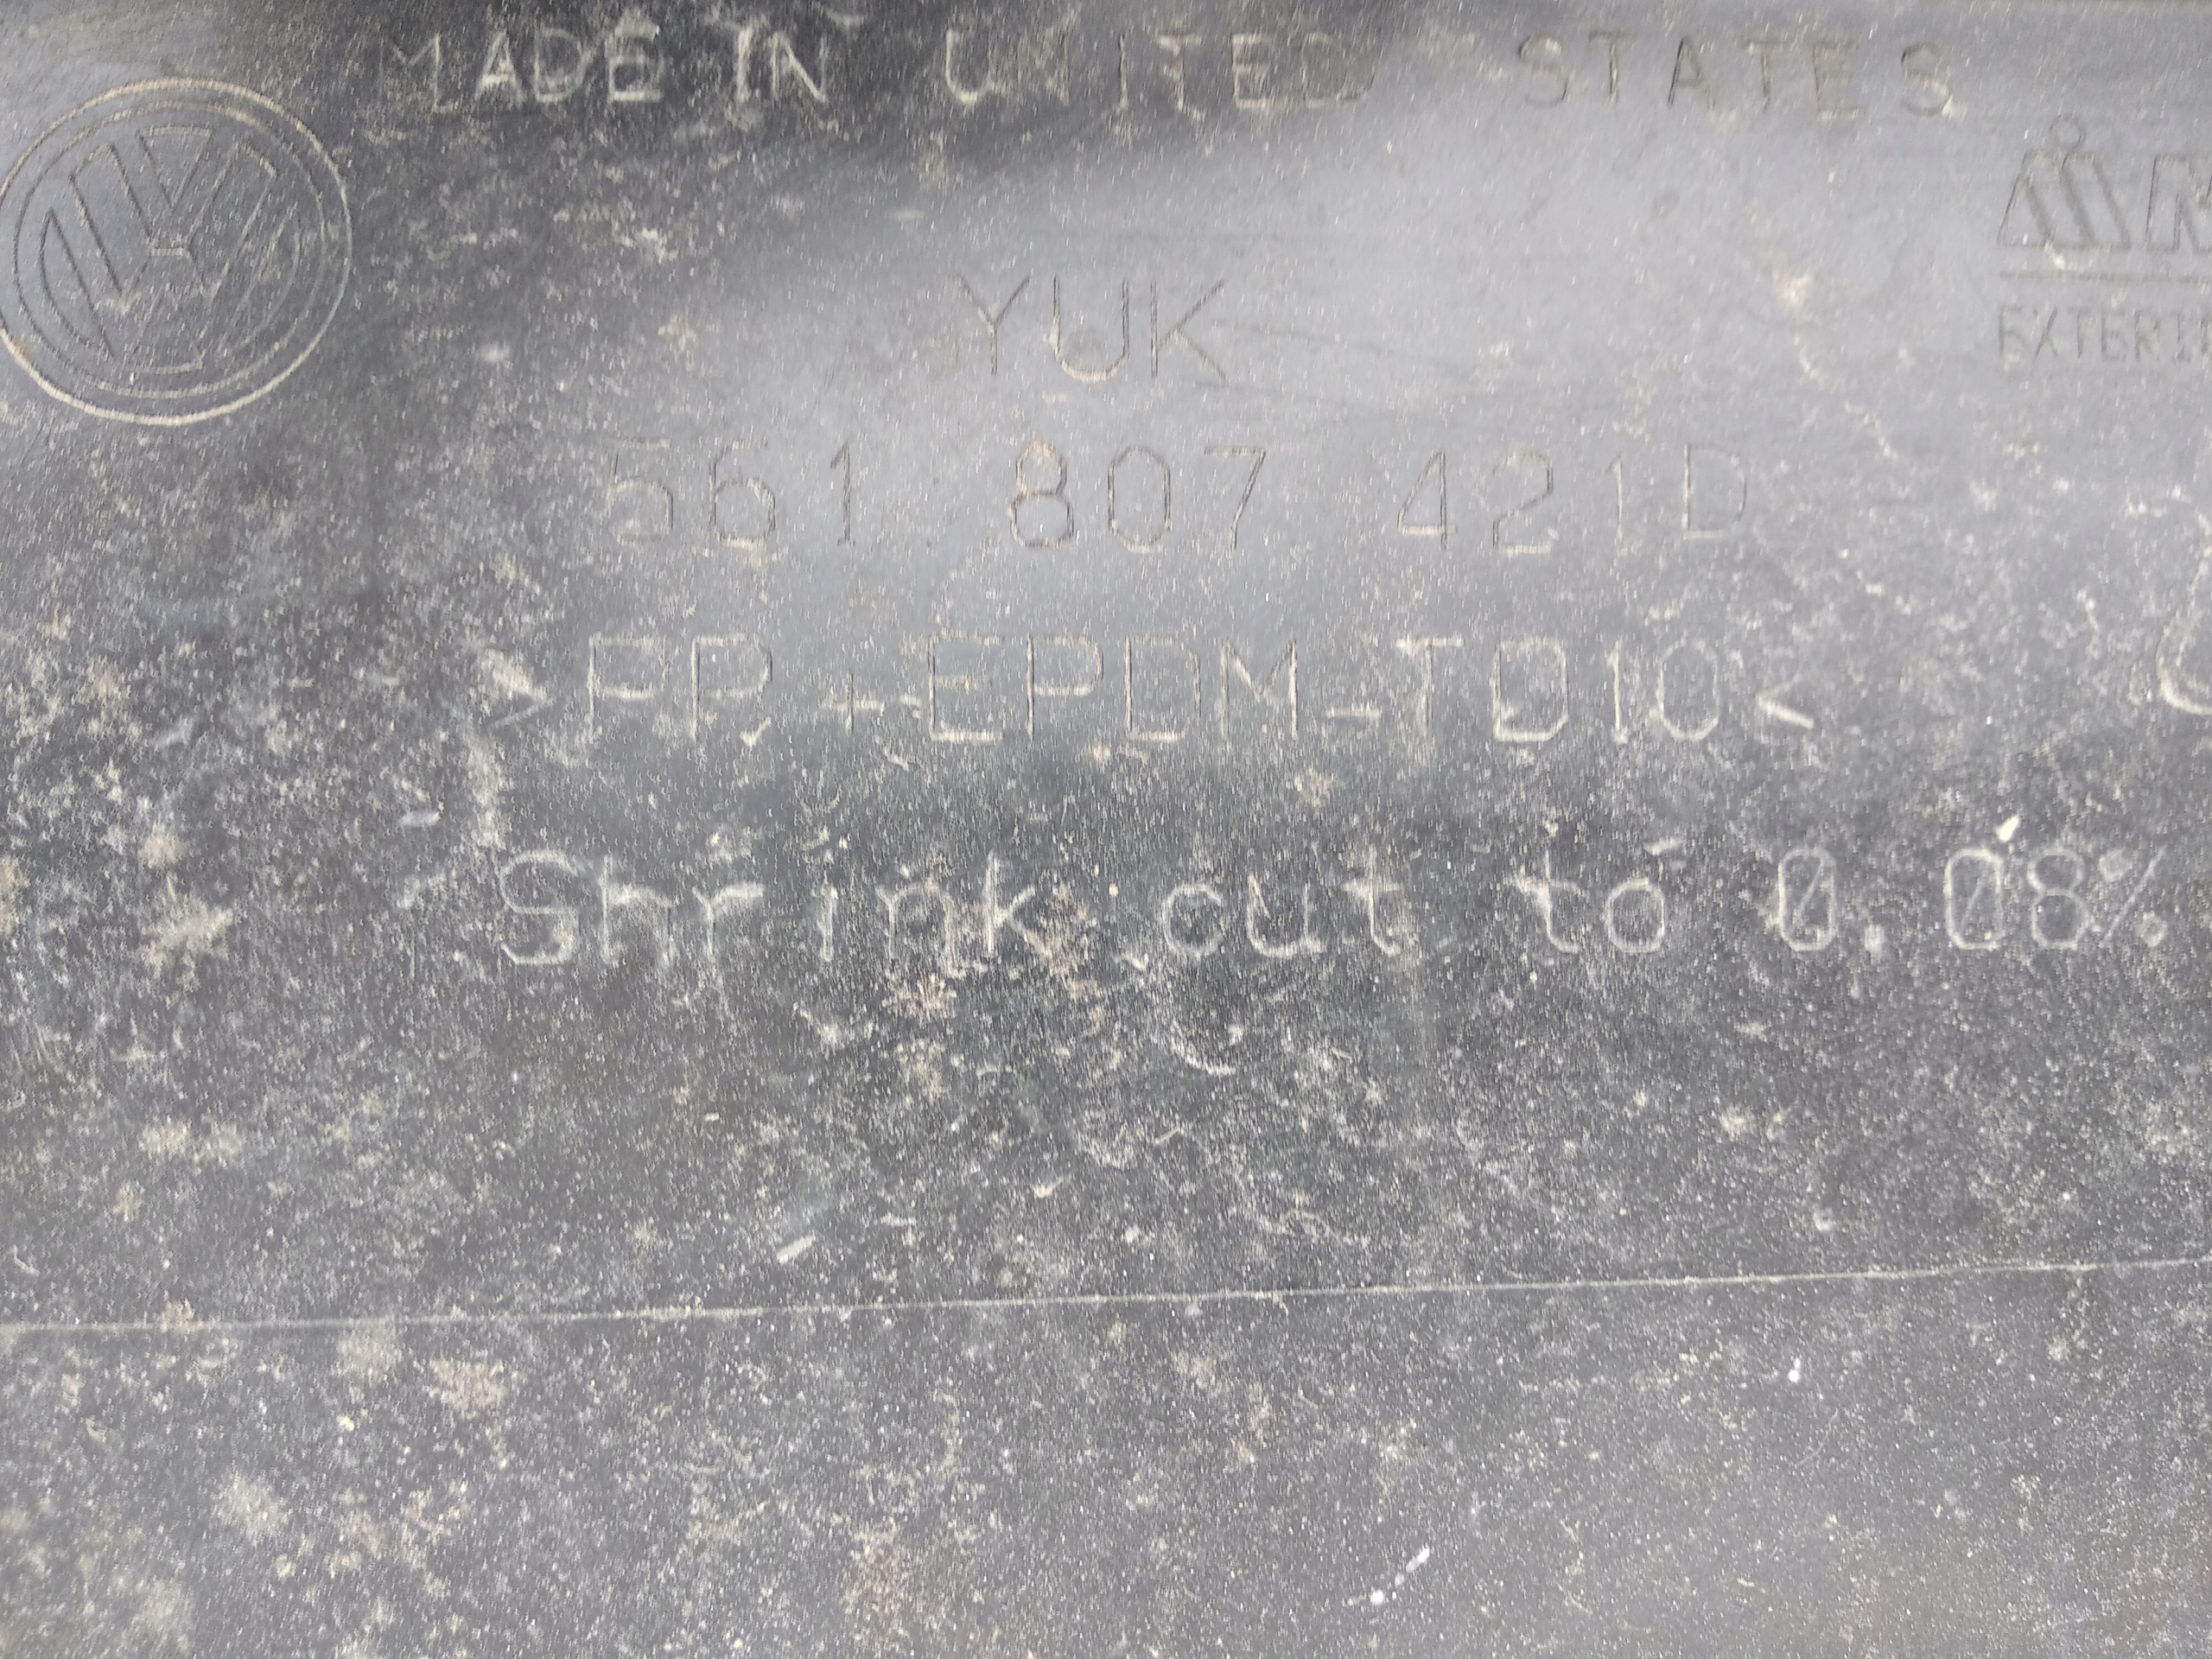 MADE IN UNITED STATES
YUK
561 807 421D
>PP+EPDM-TD10<
Shrink cut to 0.08%